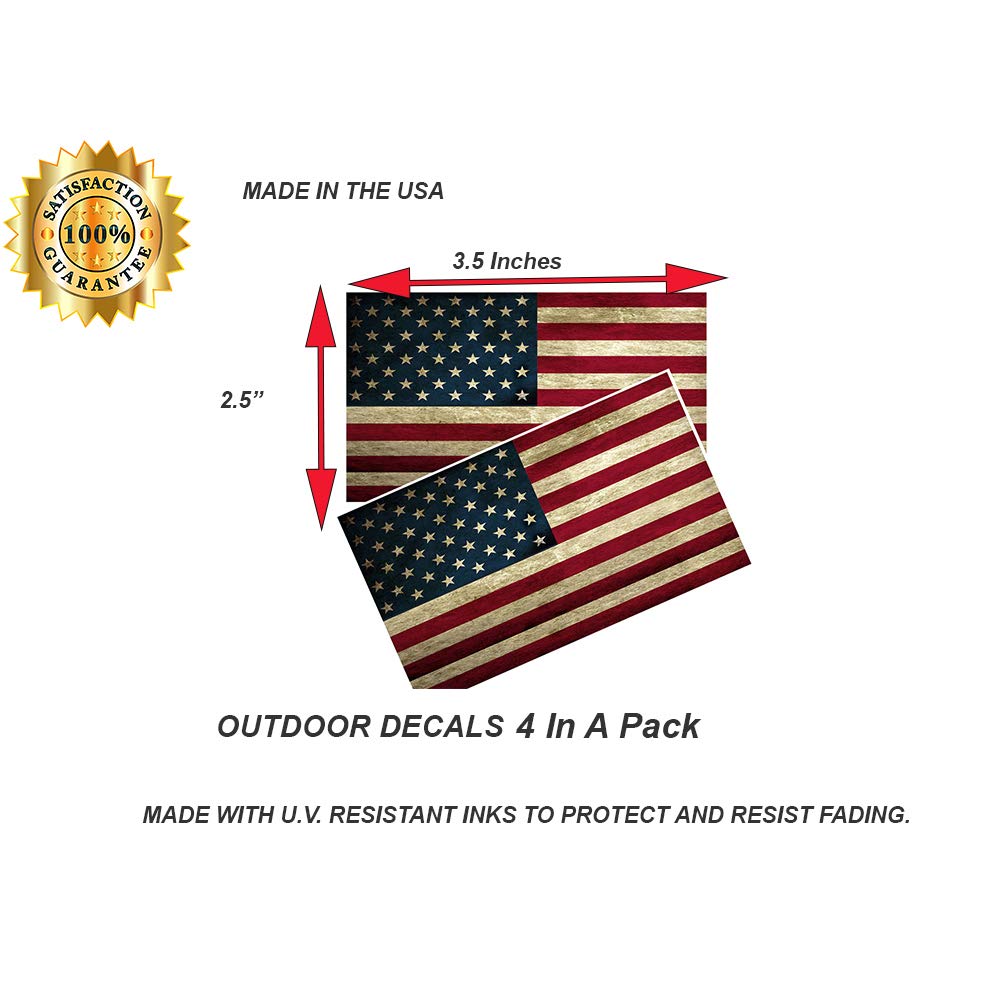 SATISFACTION
100%
GUARANTEE
MADE IN THE USA
3.5 Inches
2.5”
OUTDOOR DECALS 4 In A Pack
MADE WITH U.V. RESISTANT INKS TO PROTECT AND RESIST FADING.